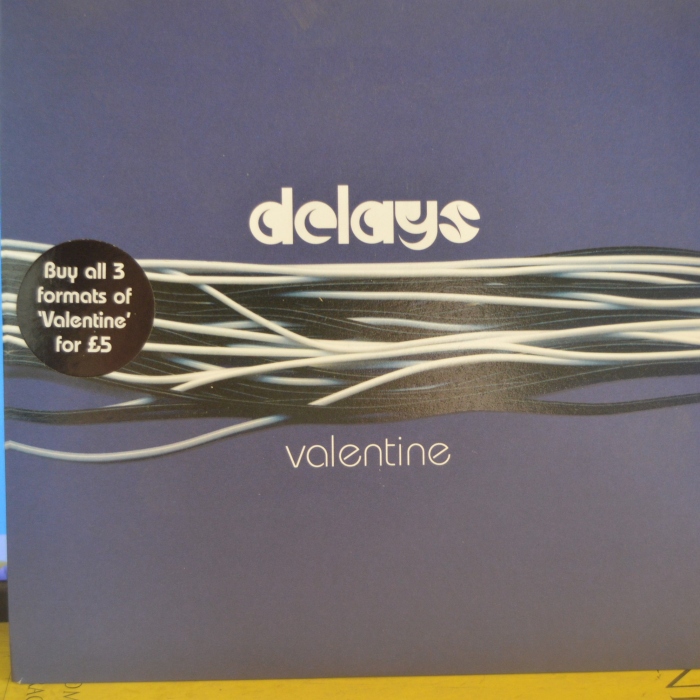 delays
Buy all 3
formats of
'Valentine'
for £5
valentine